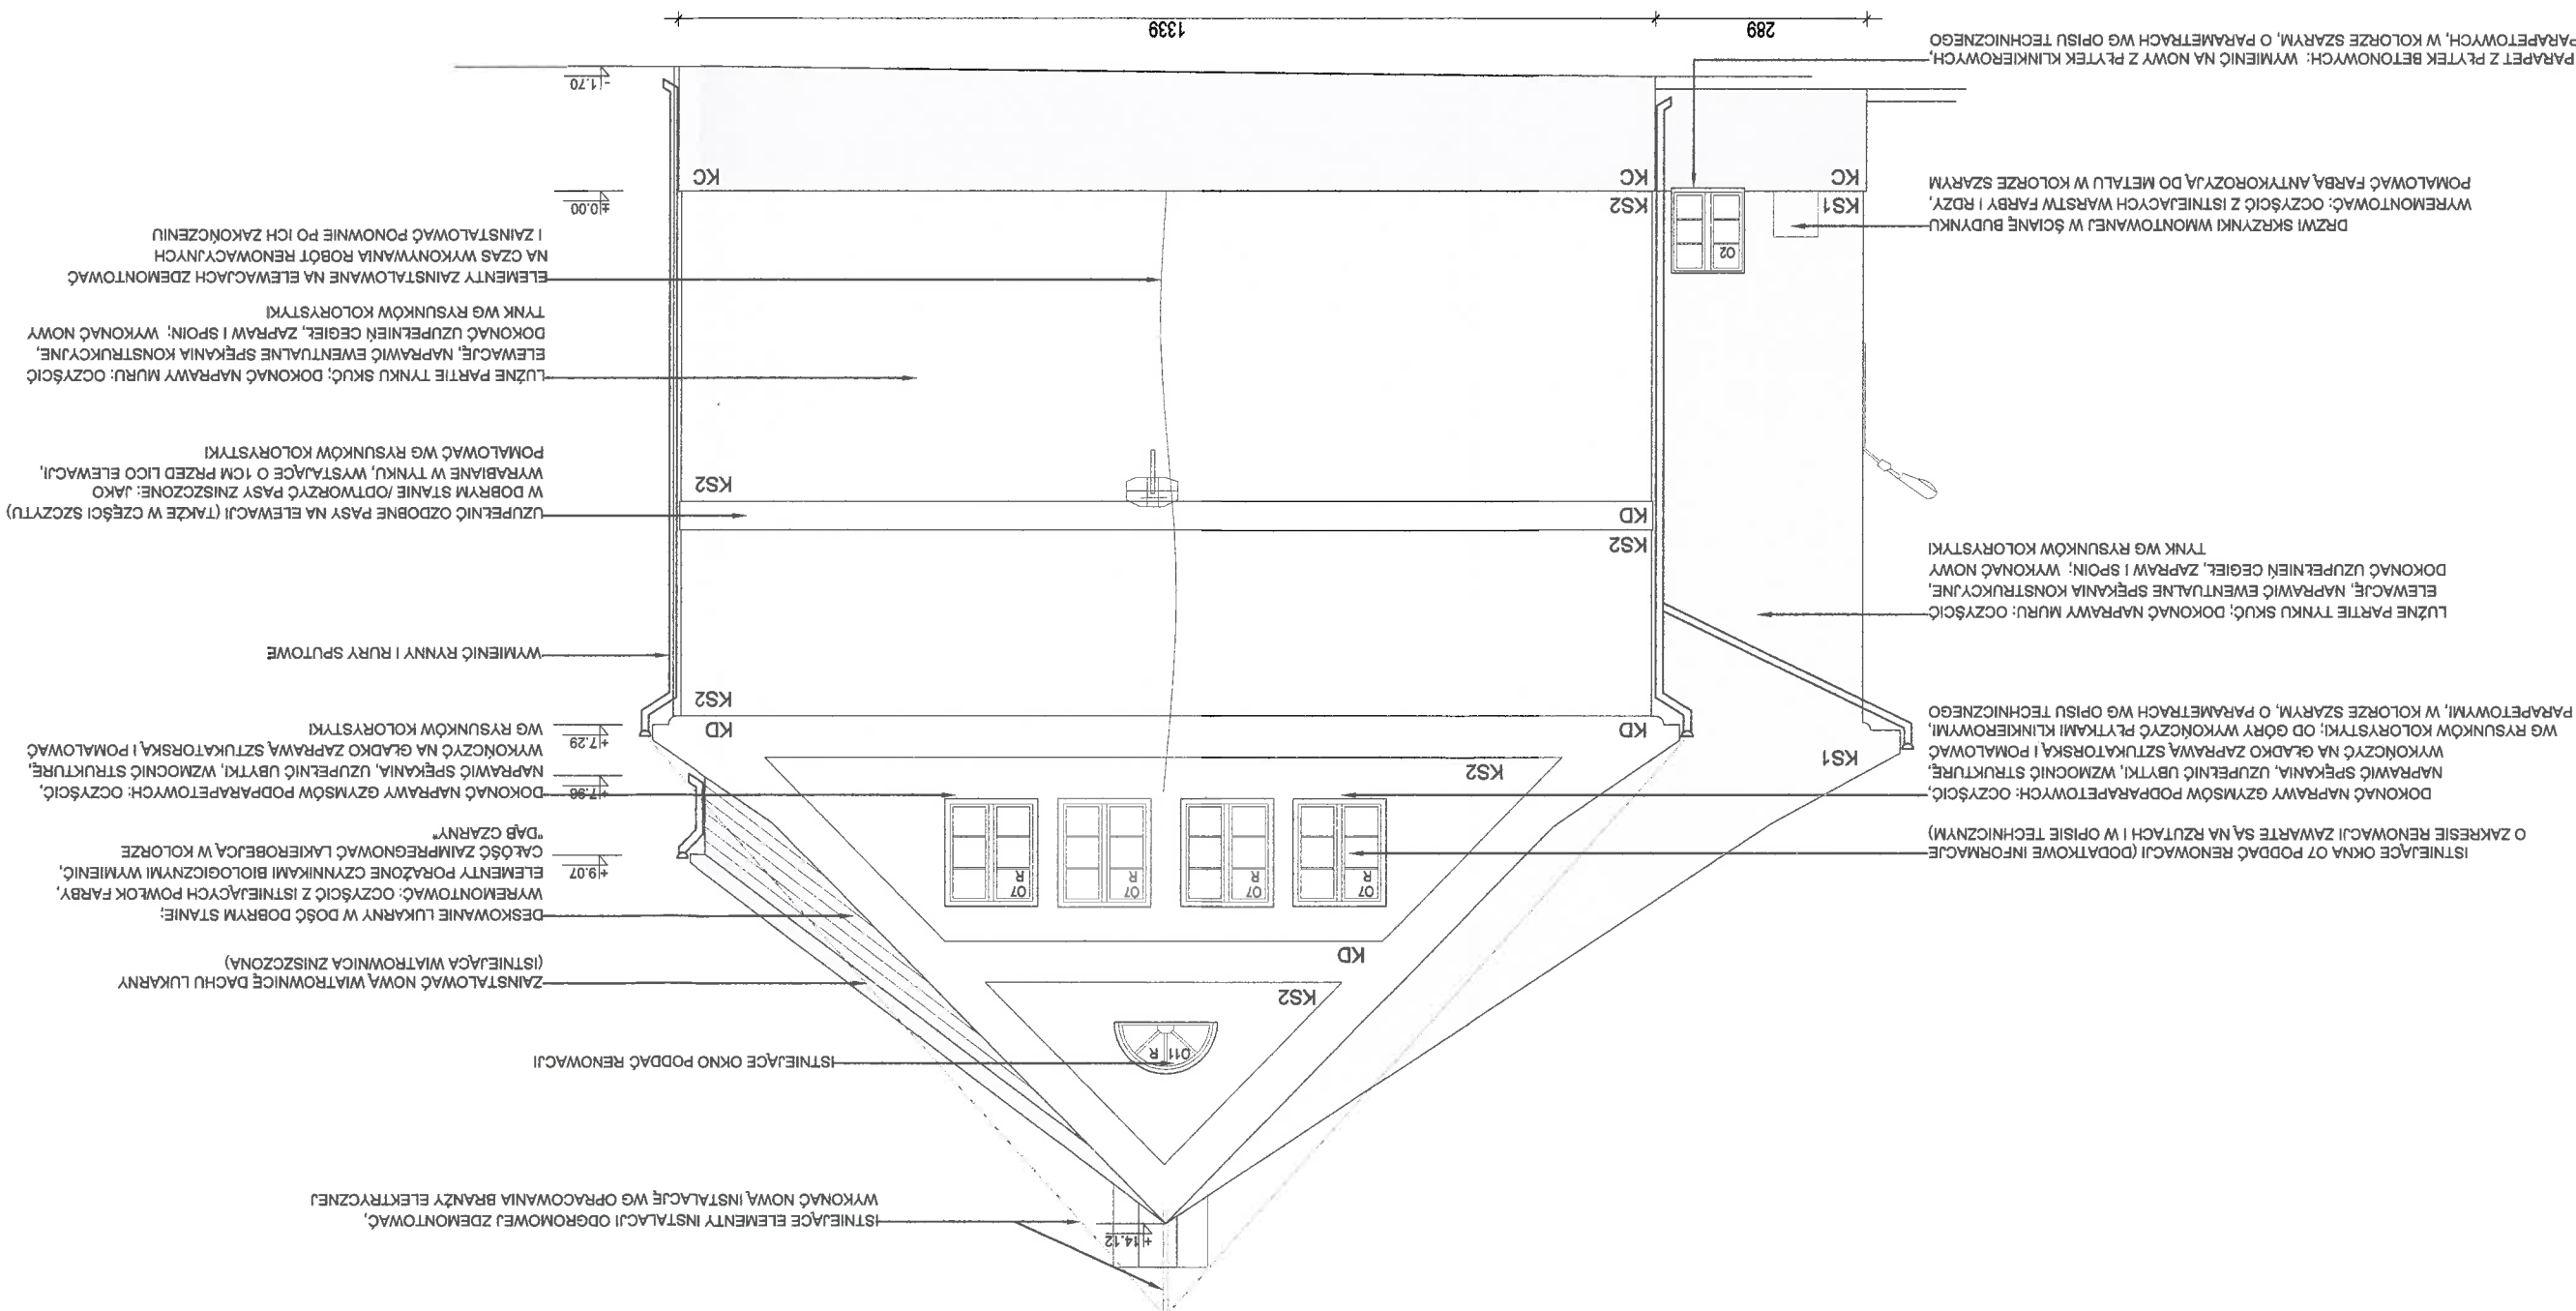 ISTNIEJĄCE ELEMENTY INSTALACJI ODGROMOWEJ ZDEMONTOWAĆ,
WYKONAĆ NOWĄ INSTALACJĘ WG OPRACOWANIA BRANŻY ELEKTRYCZNEJ
+14.12
ISTNIEJĄCE OKNO PODDAĆ RENOWACJI
O11 R
KS2
KD
ZAINSTALOWAĆ NOWĄ WIATROWNICĘ DACHU LUKARNY
(ISTNIEJĄCA WIATROWNICA ZNISZCZONA)
DESKOWANIE LUKARNY W DOŚĆ DOBRYM STANIE;
WYREMONTOWAĆ: OCZYŚCIĆ Z ISTNIEJĄCYCH POWŁOK FARBY,
ELEMENTY PORAŻONE CZYNNIKAMI BIOLOGICZNYMI WYMIENIĆ,
CAŁOŚĆ ZAIMPREGNOWAĆ LAKIEROBEJCĄ W KOLORZE
"DĄB CZARNY"
+9.07
ISTNIEJĄCE OKNA O7 PODDAĆ RENOWACJI (DODATKOWE INFORMACJE
O ZAKRESIE RENOWACJI ZAWARTE SĄ NA RZUTACH I W OPISIE TECHNICZNYM)
O7
R
O7
R
O7
R
O7
R
DOKONAĆ NAPRAWY GZYMSÓW PODPARAPETOWYCH: OCZYŚCIĆ,
NAPRAWIĆ SPĘKANIA, UZUPEŁNIĆ UBYTKI, WZMOCNIĆ STRUKTURĘ,
WYKOŃCZYĆ NA GŁADKO ZAPRAWĄ SZTUKATORSKĄ I POMALOWAĆ
WG RYSUNKÓW KOLORYSTYKI; OD GÓRY WYKOŃCZYĆ PŁYTKAMI KLINKIEROWYMI,
PARAPETOWYMI, W KOLORZE SZARYM, O PARAMETRACH WG OPISU TECHNICZNEGO
DOKONAĆ NAPRAWY GZYMSÓW PODPARAPETOWYCH: OCZYŚCIĆ,
NAPRAWIĆ SPĘKANIA, UZUPEŁNIĆ UBYTKI, WZMOCNIĆ STRUKTURĘ,
WYKOŃCZYĆ NA GŁADKO ZAPRAWĄ SZTUKATORSKĄ I POMALOWAĆ
WG RYSUNKÓW KOLORYSTYKI
+7.96
+7.29
KS1
KS2
KD
KD
KS2
WYMIENIĆ RYNNY I RURY SPUTOWE
LUŹNE PARTIE TYNKU SKUĆ; DOKONAĆ NAPRAWY MURU: OCZYŚCIĆ
ELEWACJĘ, NAPRAWIĆ EWENTUALNE SPĘKANIA KONSTRUKCYJNE,
DOKONAĆ UZUPEŁNIEŃ CEGIEŁ, ZAPRAW I SPOIN; WYKONAĆ NOWY
TYNK WG RYSUNKÓW KOLORYSTYKI
KS2
KD
KS2
UZUPEŁNIĆ OZDOBNE PASY NA ELEWACJI (TAKŻE W CZĘŚCI SZCZYTU)
W DOBRYM STANIE /ODTWORZYĆ PASY ZNISZCZONE: JAKO
WYRABIANE W TYNKU, WYSTAJĄCE O 1CM PRZED LICO ELEWACJI,
POMALOWAĆ WG RYSUNKÓW KOLORYSTYKI
LUŹNE PARTIE TYNKU SKUĆ; DOKONAĆ NAPRAWY MURU: OCZYŚCIĆ
ELEWACJĘ, NAPRAWIĆ EWENTUALNE SPĘKANIA KONSTRUKCYJNE,
DOKONAĆ UZUPEŁNIEŃ CEGIEŁ, ZAPRAW I SPOIN; WYKONAĆ NOWY
TYNK WG RYSUNKÓW KOLORYSTYKI
ELEMENTY ZAINSTALOWANE NA ELEWACJACH ZDEMONTOWAĆ
NA CZAS WYKONYWANIA ROBÓT RENOWACYJNYCH
I ZAINSTALOWAĆ PONOWNIE PO ICH ZAKOŃCZENIU
DRZWI SKRZYNKI WMONTOWANEJ W ŚCIANĘ BUDYNKU
WYREMONTOWAĆ: OCZYŚCIĆ Z ISTNIEJĄCYCH WARSTW FARBY I RDZY,
POMALOWAĆ FARBĄ ANTYKOROZYJĄ DO METALU W KOLORZE SZARYM
O2
KS1
KS2
±0.00
KC
KC
KC
-1.70
PARAPET Z PŁYTEK BETONOWYCH: WYMIENIĆ NA NOWY Z PŁYTEK KLINKIEROWYCH,
PARAPETOWYCH, W KOLORZE SZARYM, O PARAMETRACH WG OPISU TECHNICZNEGO
289
1339